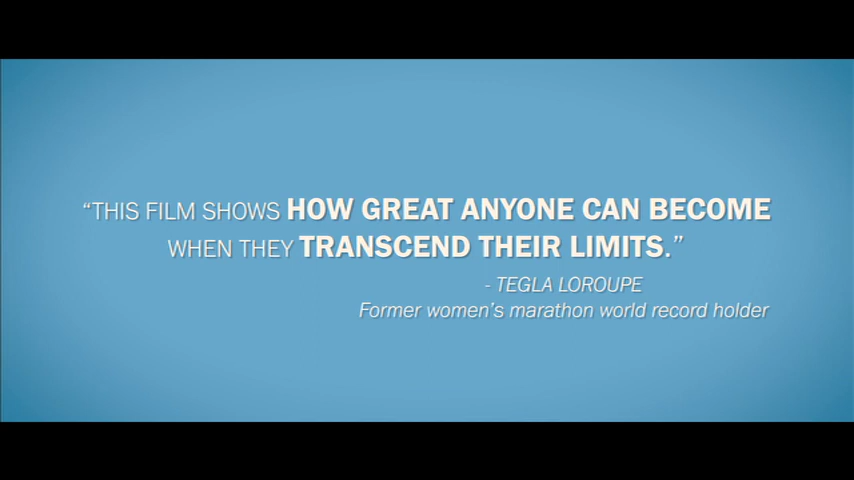 “THIS FILM SHOWS HOW GREAT ANYONE CAN BECOME
WHEN THEY TRANSCEND THEIR LIMITS.”
- TEGLA LOROUPE
Former women’s marathon world record holder